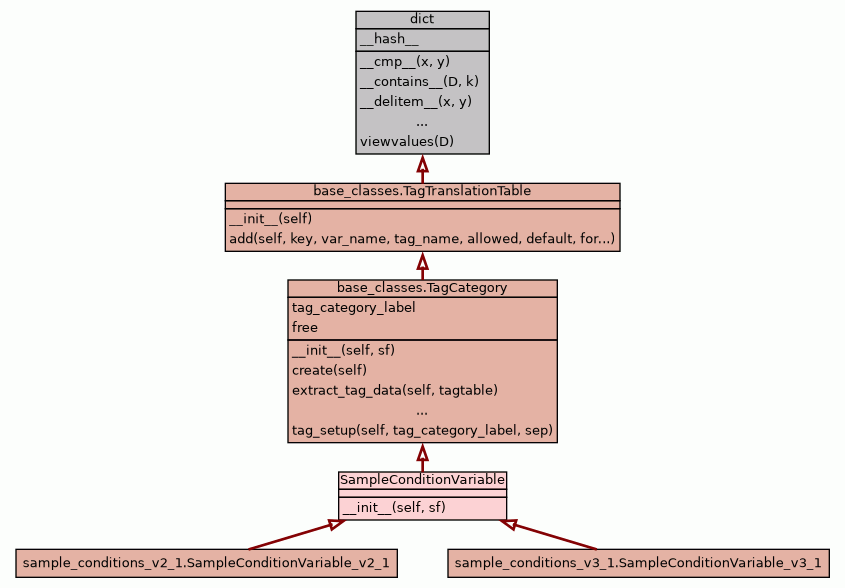 dict
__hash__
__cmp__(x, y)
__contains__(D, k)
__delitem__(x, y)
...
viewvalues(D)
base_classes.TagTranslationTable
__init__(self)
add(self, key, var_name, tag_name, allowed, default, for...)
base_classes.TagCategory
tag_category_label
free
__init__(self, sf)
create(self)
extract_tag_data(self, tagtable)
...
tag_setup(self, tag_category_label, sep)
SampleConditionVariable
__init__(self, sf)
sample_conditions_v2_1.SampleConditionVariable_v2_1
sample_conditions_v3_1.SampleConditionVariable_v3_1